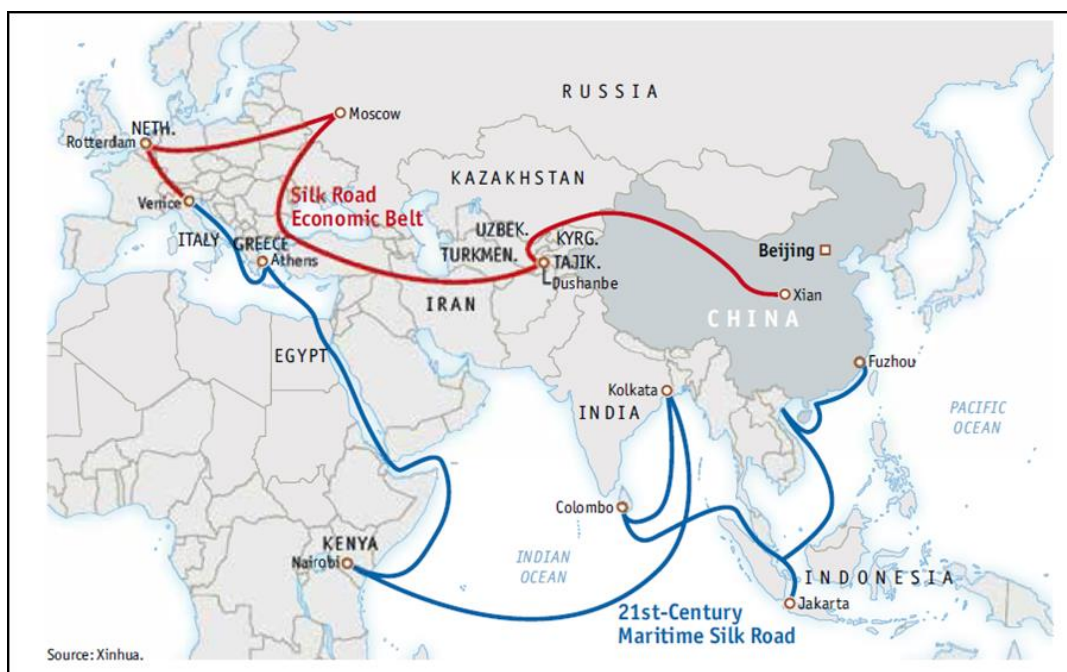 RUSSIA
Moscow
NETH.
Rotterdam
KAZAKHSTAN
Silk Road
Economic Belt
Venice
UZBEK.
KYRG.
ITALY
GREECE
Athens
TURKMEN.
TAJIK.
Dushanbe
Beijing
Xian
IRAN
CHINA
EGYPT
Fuzhou
Kolkata
INDIA
PACIFIC
OCEAN
Colombo
KENYA
Nairobi
INDIAN
OCEAN
INDONESIA
Jakarta
21st-Century
Maritime Silk Road
Source: Xinhua.